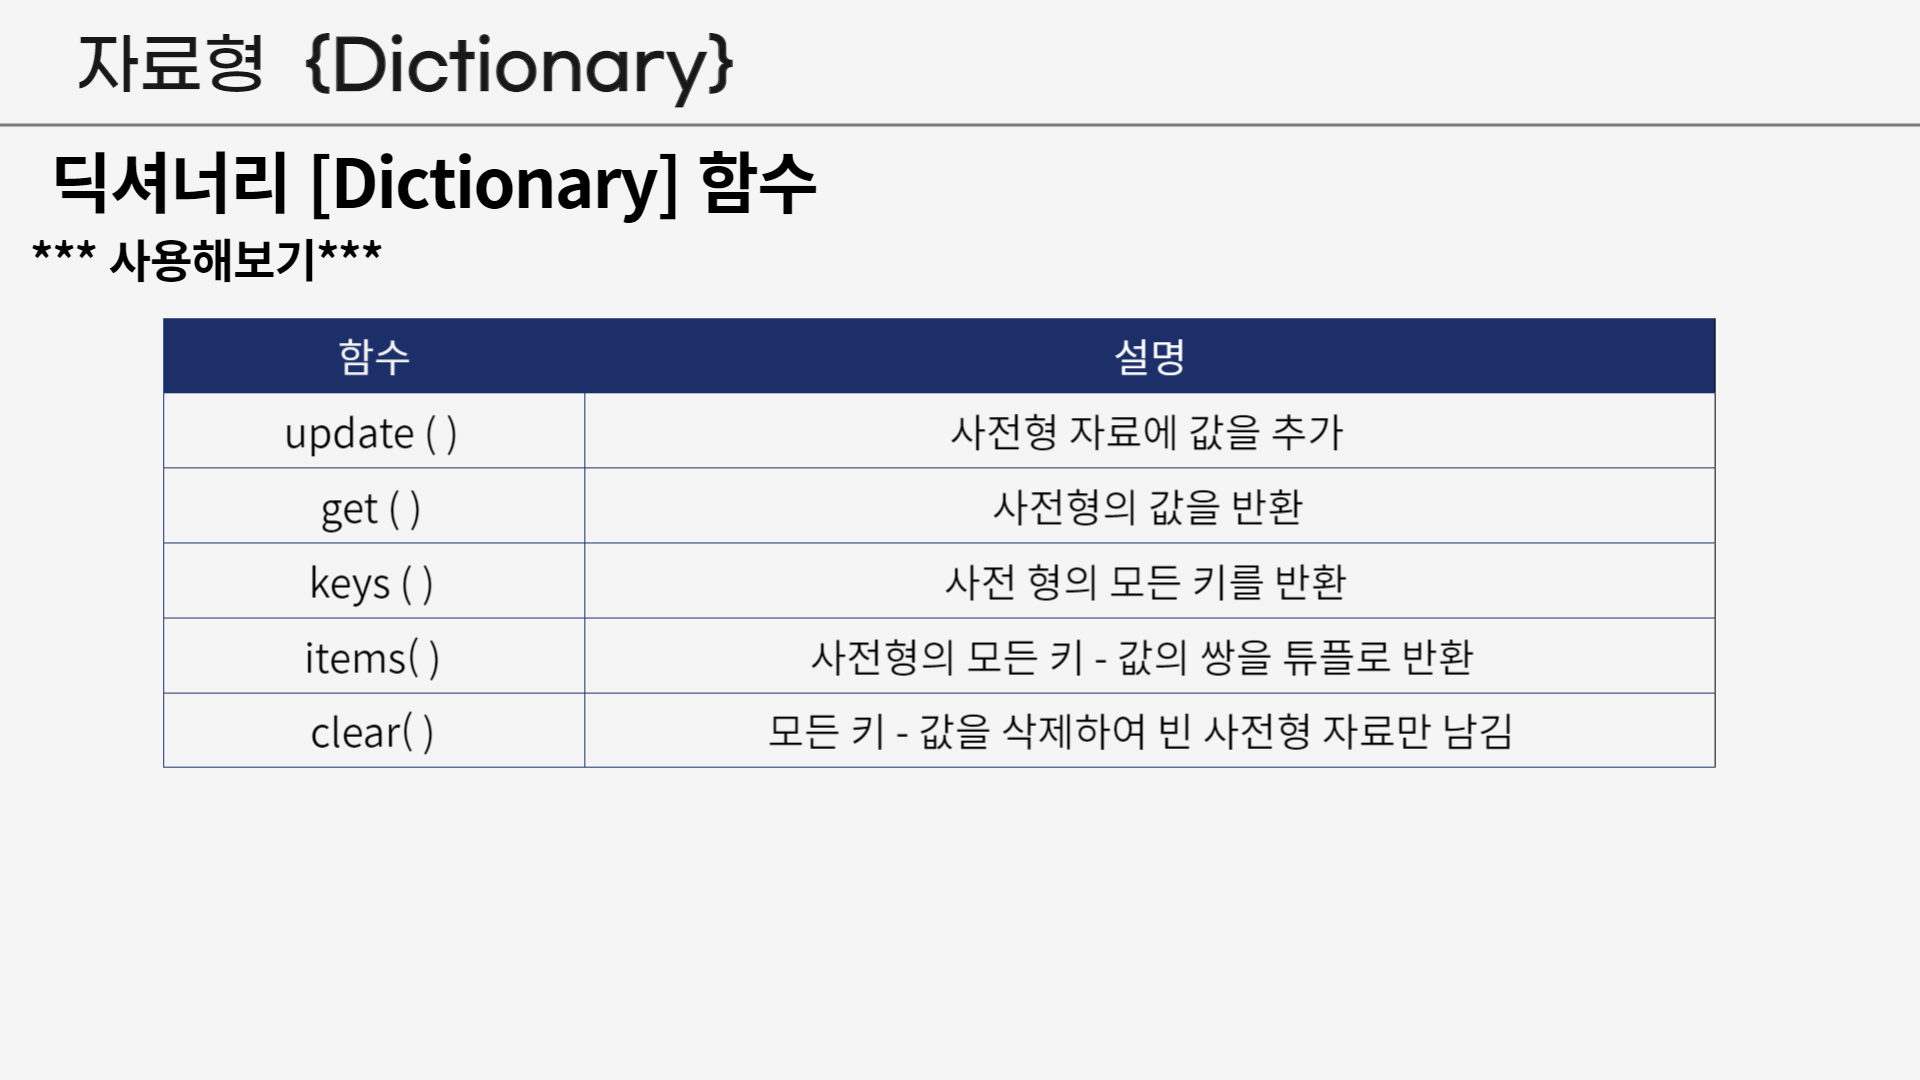 자료형 {Dictionary}
딕셔너리 [Dictionary] 함수
*** 사용해보기***
함수 설명
update ( ) 사전형 자료에 값을 추가
get ( ) 사전형의 값을 반환
keys ( ) 사전 형의 모든 키를 반환
items( ) 사전형의 모든 키 - 값의 쌍을 튜플로 반환
clear( ) 모든 키 - 값을 삭제하여 빈 사전형 자료만 남김